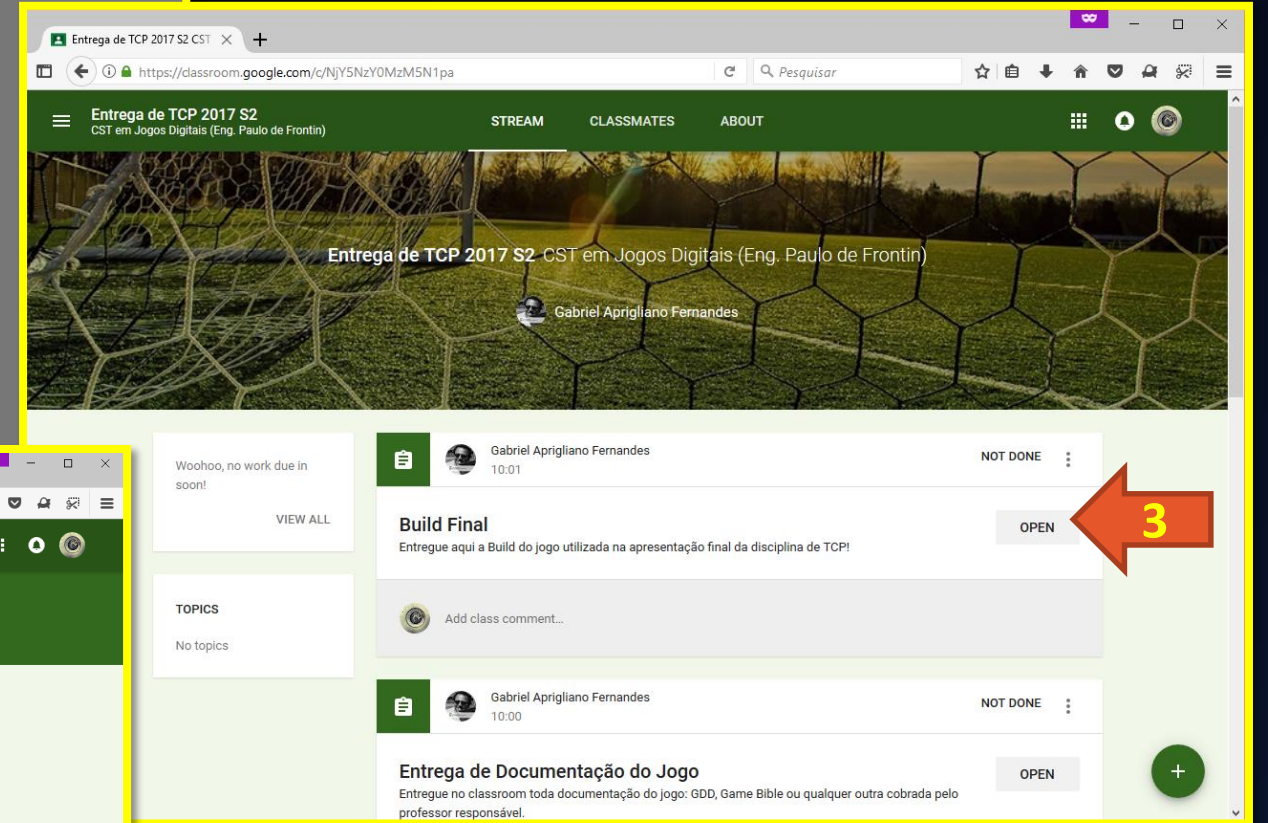 Entrega de TCP 2017 S2 CST
https://classroom.google.com/c/NjY5NzY0MzM5N1pa
Pesquisar
Entrega de TCP 2017 S2
CST em Jogos Digitais (Eng. Paulo de Frontin)
STREAM CLASSMATES ABOUT
Entrega de TCP 2017 S2 CST em Jogos Digitais (Eng. Paulo de Frontin)
Gabriel Aprigliano Fernandes
Woohoo, no work due in
soon!
VIEW ALL
TOPICS
No topics
Gabriel Aprigliano Fernandes
10:01
NOT DONE
Build Final
Entregue aqui a Build do jogo utilizada na apresentação final da disciplina de TCP!
OPEN
3
Add class comment...
Gabriel Aprigliano Fernandes
10:00
NOT DONE
Entrega de Documentação do Jogo
Entregue no classroom toda documentação do jogo: GDD, Game Bible ou qualquer outra cobrada pelo
professor responsável.
OPEN